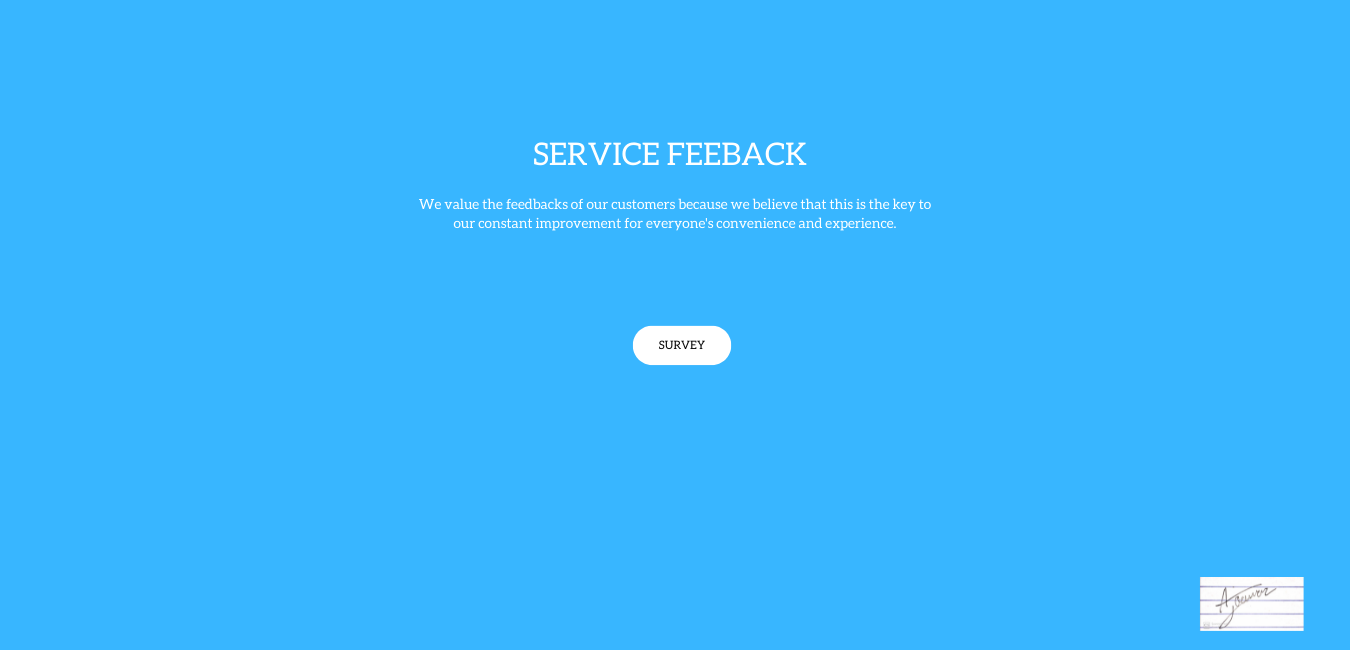 SERVICE FEEBACK
We value the feedbacks of our customers because we believe that this is the key to
our constant improvement for everyone's convenience and experience.
SURVEY